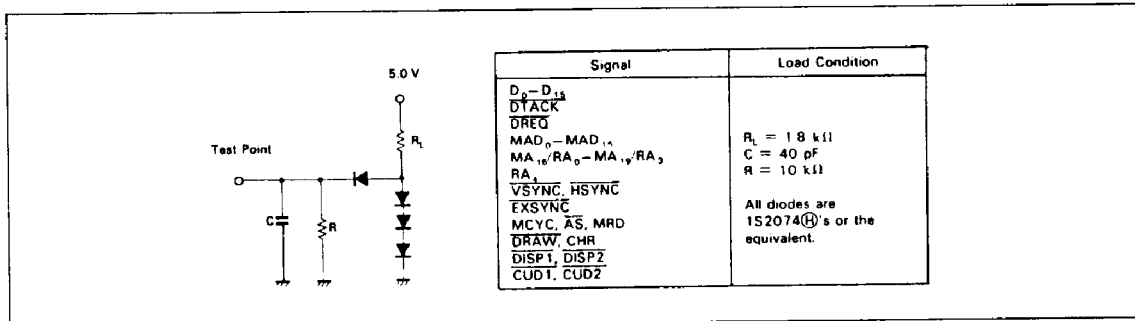 5.0 V
R_L
Test Point
C
R
Signal
Load Condition
D₀–D₁₅
DTACK
DREQ
MAD₀–MAD₁₅
MA₁₆/RA₀–MA₁₉/RA₃
RA₄
VSYNC, HSYNC
EXSYNC
MCYC, AS, MRD
DRAW, CHR
DISP1, DISP2
CUD1, CUD2
R_L = 1.8 kΩ
C = 40 pF
R = 10 kΩ
All diodes are
1S2074Ⓗ's or the
equivalent.